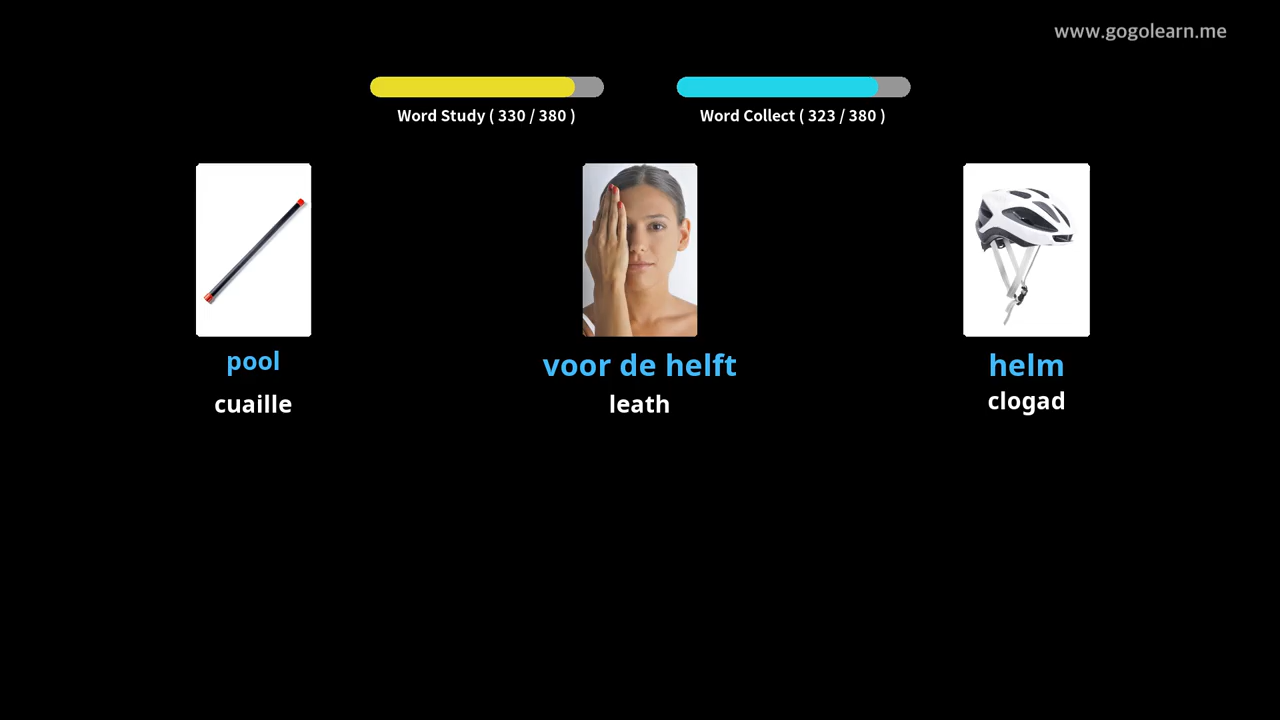 www.gogolearn.me
Word Study ( 330 / 380 )
Word Collect ( 323 / 380 )
pool
voor de helft
helm
cuaille
leath
clogad